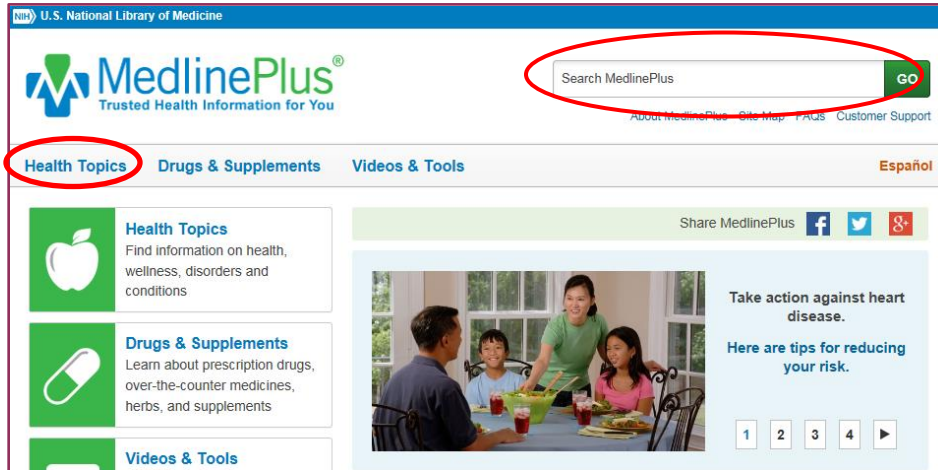 NIH U.S. National Library of Medicine
MedlinePlus®
Trusted Health Information for You
Search MedlinePlus
GO
About MedlinePlus Site Map FAQs Customer Support
Health Topics Drugs & Supplements Videos & Tools Español
Health Topics
Find information on health,
wellness, disorders and
conditions
Drugs & Supplements
Learn about prescription drugs,
over-the-counter medicines,
herbs, and supplements
Videos & Tools
Share MedlinePlus f g+
Take action against heart
disease.
Here are tips for reducing
your risk.
1 2 3 4